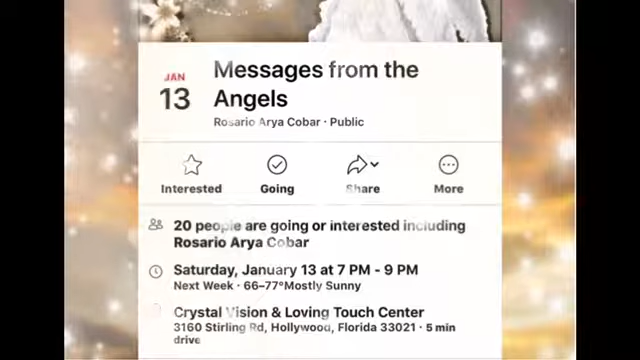 JAN
13
Messages from the
Angels
Rosario Arya Cobar · Public
Interested
Going
Share
More
20 people are going or interested including
Rosario Arya Cobar
Saturday, January 13 at 7 PM - 9 PM
Next Week · 66–77°Mostly Sunny
Crystal Vision & Loving Touch Center
3160 Stirling Rd, Hollywood, Florida 33021 · 5 min
drive